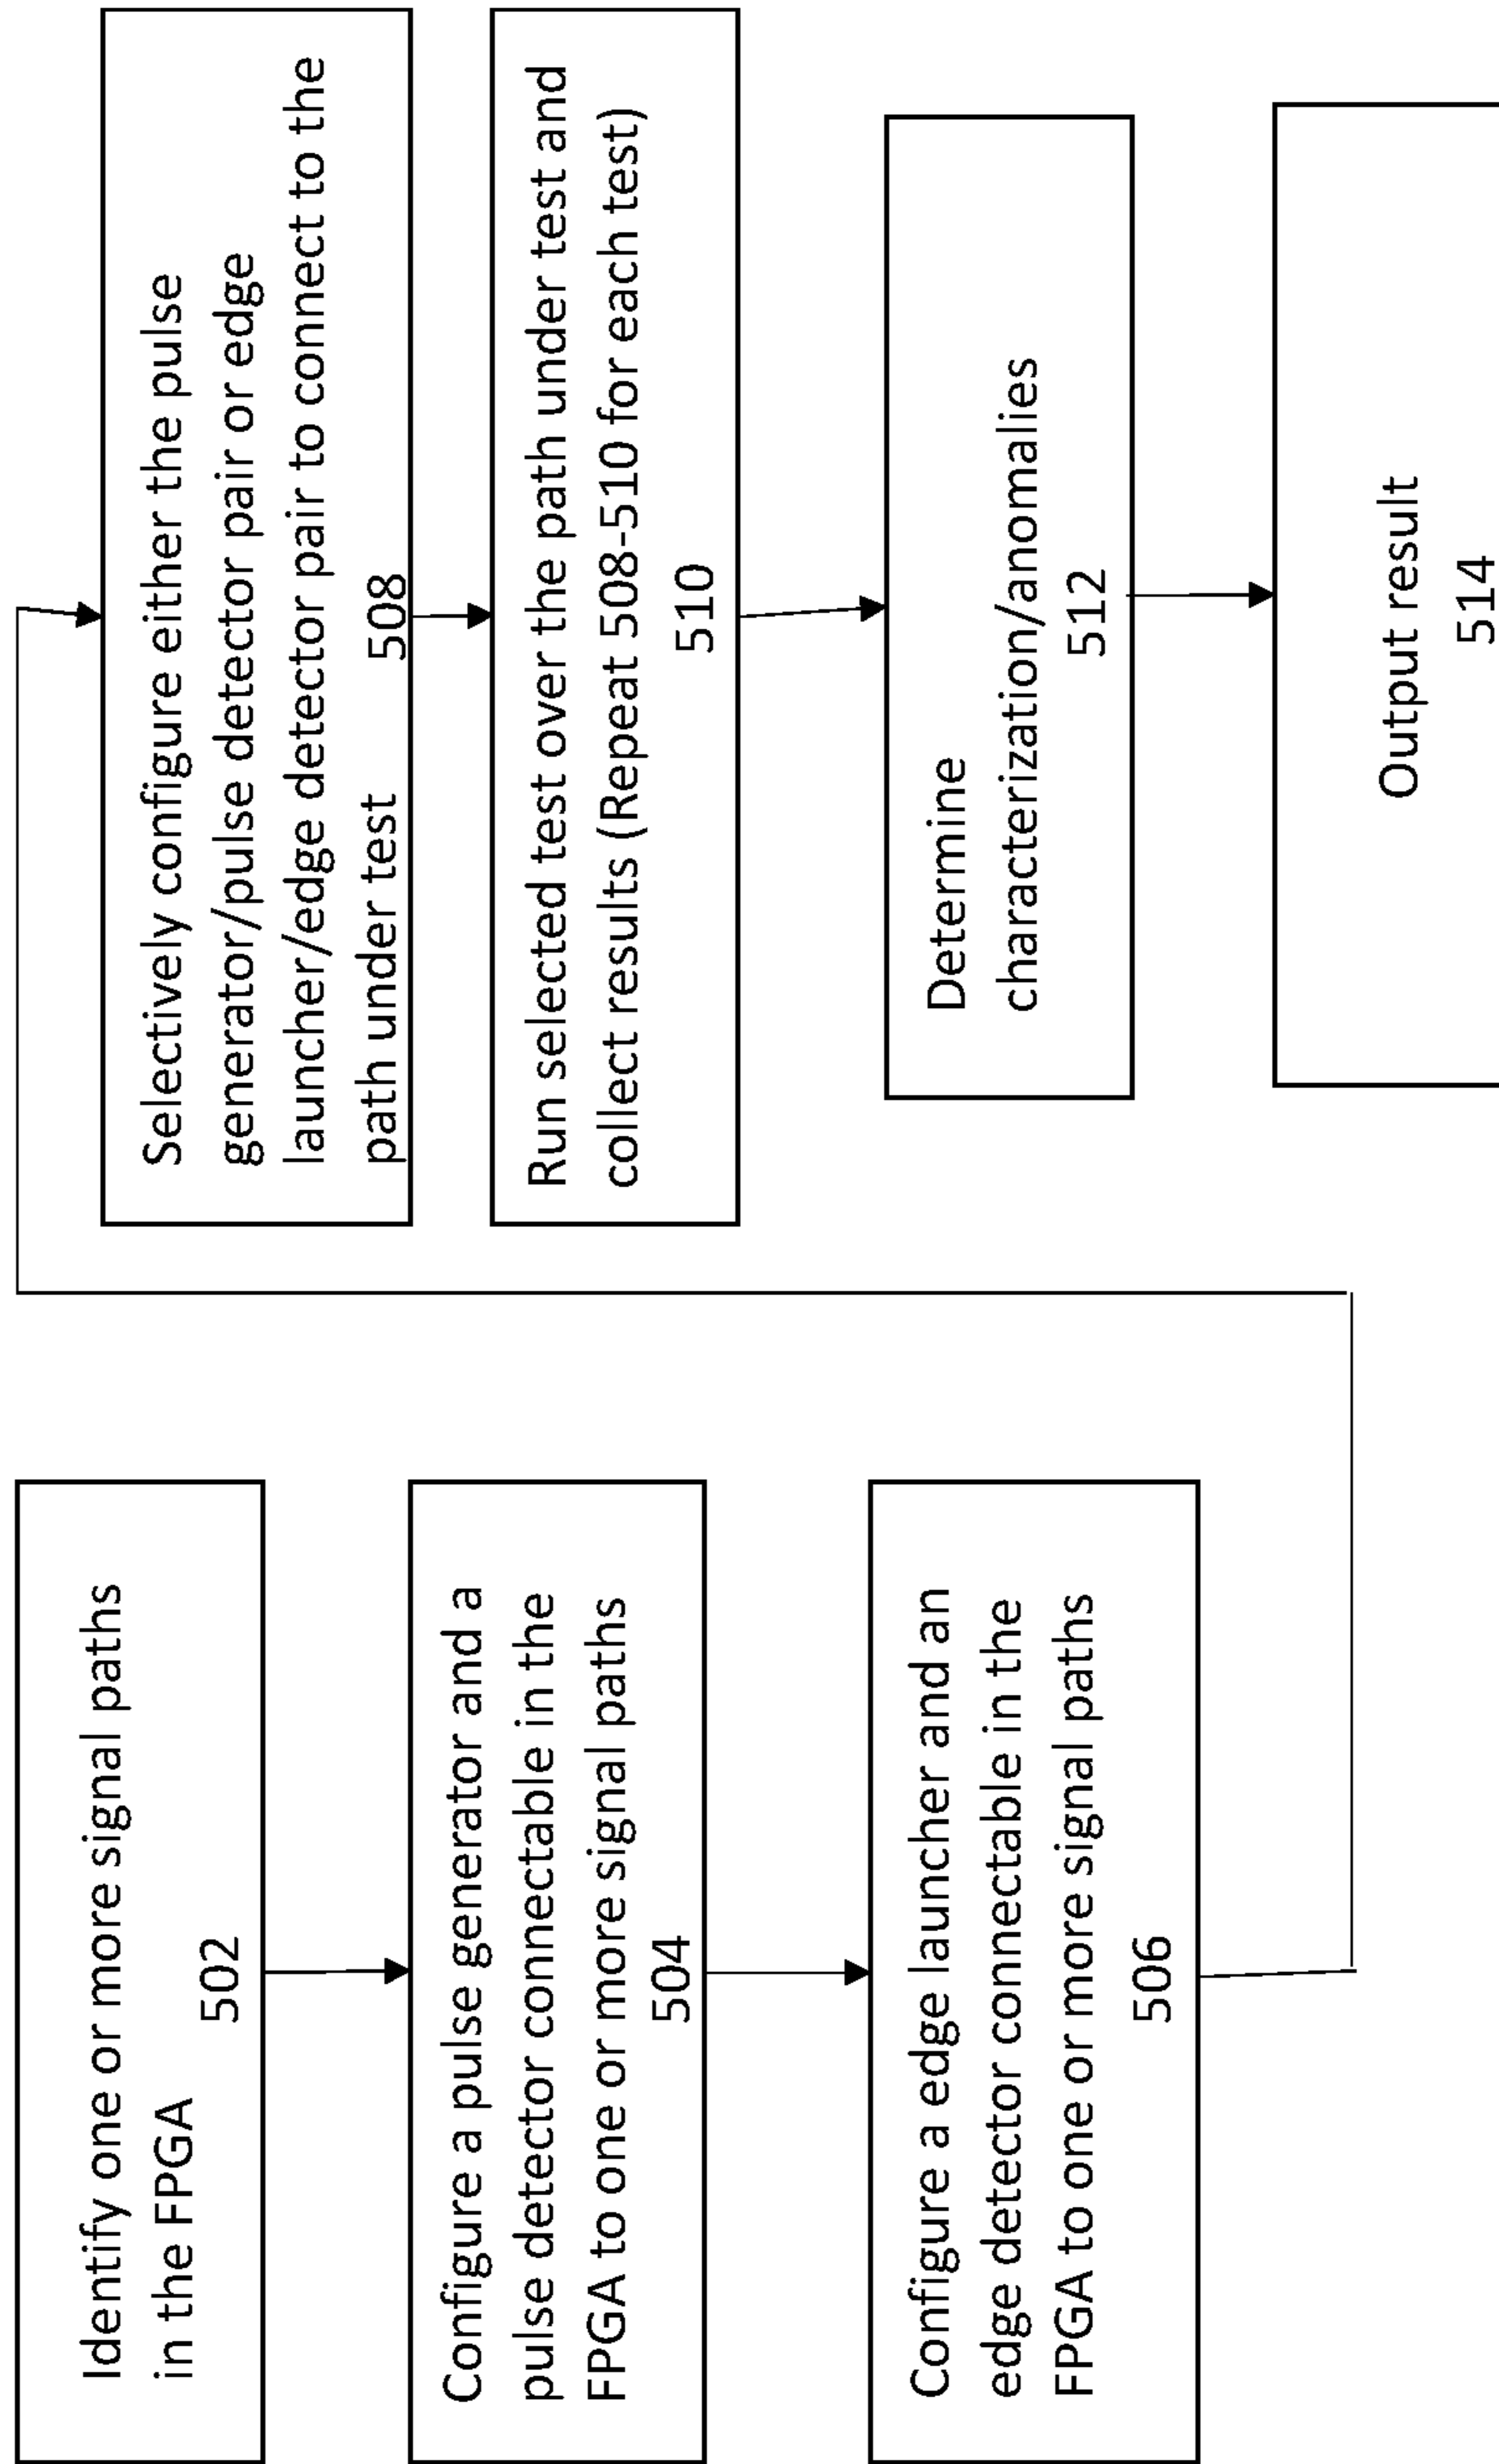 Identify one or more signal paths
in the FPGA
502
Configure a pulse generator and a
pulse detector connectable in the
FPGA to one or more signal paths
504
Configure a edge launcher and an
edge detector connectable in the
FPGA to one or more signal paths
506
Selectively configure either the pulse
generator/pulse detector pair or edge
launcher/edge detector pair to connect to the
path under test 508
Run selected test over the path under test and
collect results (Repeat 508-510 for each test)
510
Determine
characterization/anomalies
512
Output result
514